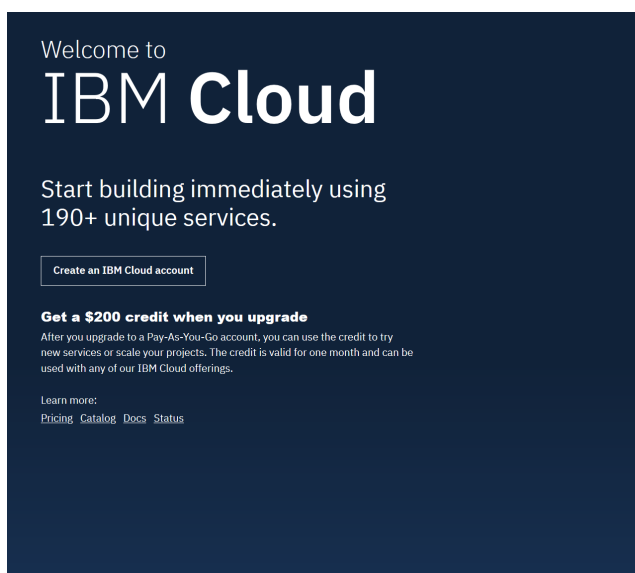 Welcome to
IBM Cloud
Start building immediately using
190+ unique services.
Create an IBM Cloud account
Get a $200 credit when you upgrade
After you upgrade to a Pay-As-You-Go account, you can use the credit to try
new services or scale your projects. The credit is valid for one month and can be
used with any of our IBM Cloud offerings.
Learn more:
Pricing Catalog Docs Status